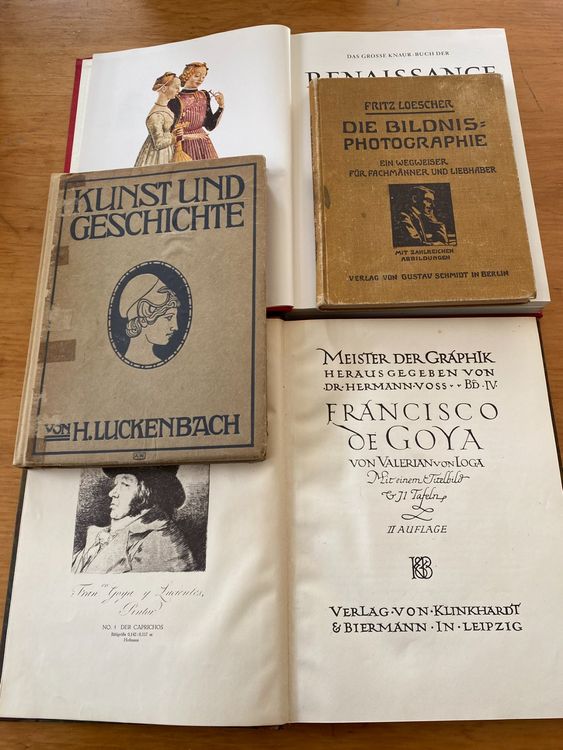 DAS GROSSE KNAUR-BUCH DER
RENAISSANCE
FRITZ LOESCHER
DIE BILDNIS-
PHOTOGRAPHIE
EIN WEGWEISER
FÜR FACHMÄNNER UND LIEBHABER
MIT ZAHLREICHEN
ABBILDUNGEN
VERLAG VON GUSTAV SCHMIDT IN BERLIN
KUNST UND
GESCHICHTE
VON H. LUCKENBACH
MEISTER DER GRAPHIK
HERAUSGEGEBEN VON
DR. HERMANN VOSS · BD. IV.
FRANCISCO
DE GOYA
VON VALERIAN VON LOGA
Mit einem Titelbild
& 71 Tafeln
II AUFLAGE
KB
VERLAG · VON · KLINKHARDT
& BIERMANN · IN · LEIPZIG
Fran.co Goya y Lucientes,
Pintor
NO. 1 DER CAPRICHOS
Hofmann